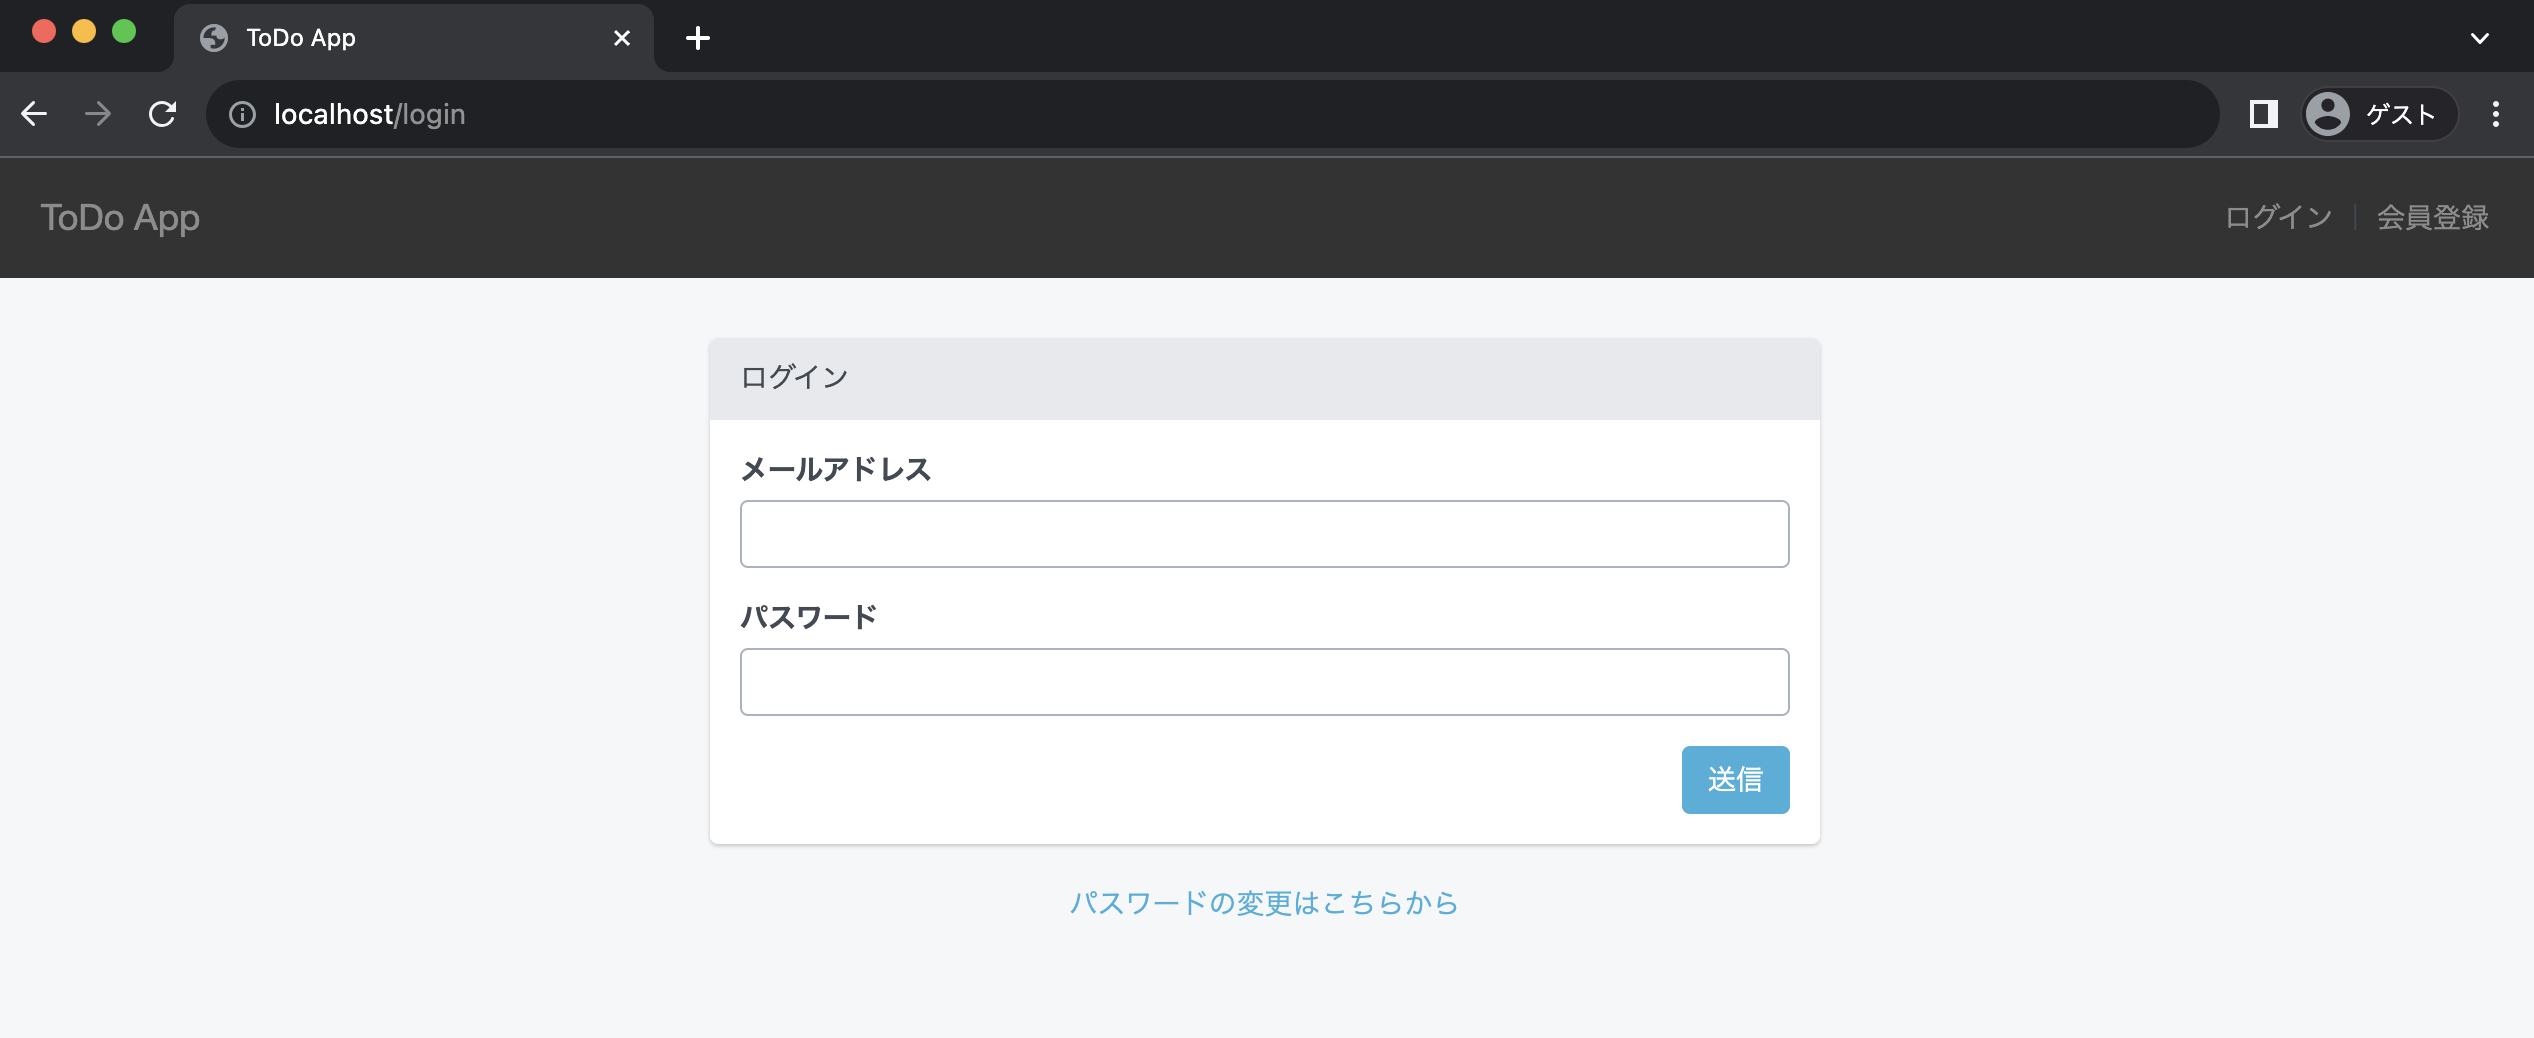 ToDo App
localhost/login
ゲスト
ToDo App
ログイン | 会員登録
ログイン
メールアドレス
パスワード
送信
パスワードの変更はこちらから